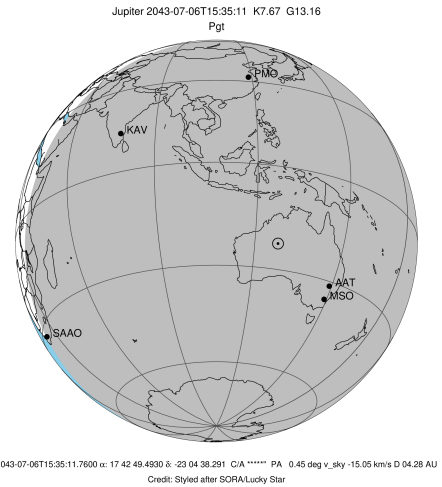 Jupiter 2043-07-06T15:35:11 K7.67 G13.16
Pgt
PMO
KAV
AAT
MSO
SAAO
043-07-06T15:35:11.7600 α: 17 42 49.4930 & -23 04 38.291 C/A *****" PA 0.45 deg v_sky -15.05 km/s D 04.28 AU
Credit: Styled after SORA/Lucky Star